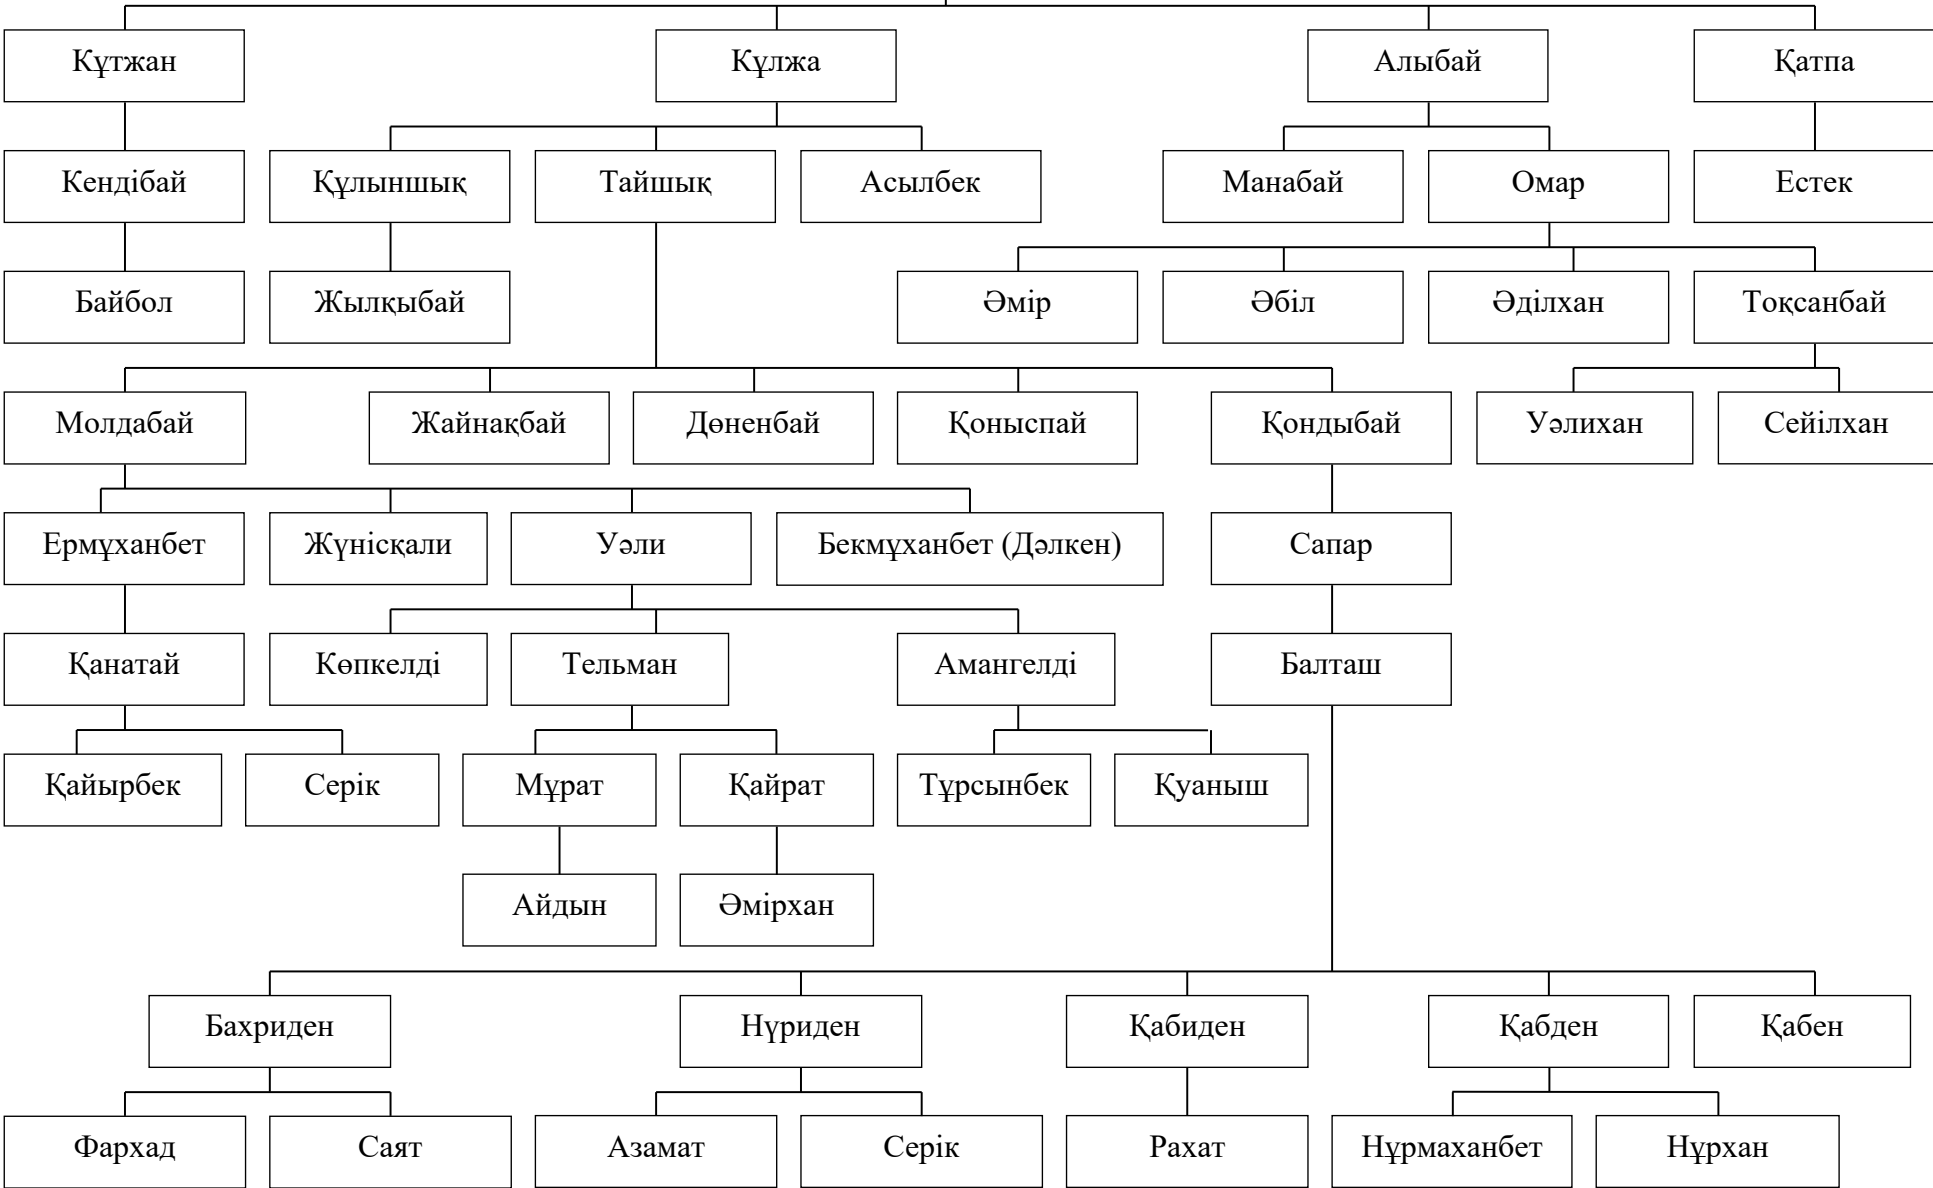 Құтжан
Құлжа
Алыбай
Қатпа
Кендібай
Құлыншық
Тайшық
Асылбек
Манабай
Омар
Естек
Байбол
Жылқыбай
Әмір
Әбіл
Әділхан
Тоқсанбай
Молдабай
Жайнақбай
Дөненбай
Қоныспай
Қондыбай
Уәлихан
Сейілхан
Ермұханбет
Жүнісқали
Уәли
Бекмұханбет (Дәлкен)
Сапар
Қанатай
Көпкелді
Тельман
Амангелді
Балташ
Қайырбек
Серік
Мұрат
Қайрат
Тұрсынбек
Қуаныш
Айдын
Әмірхан
Бахриден
Нүриден
Қабиден
Қабден
Қабен
Фархад
Саят
Азамат
Серік
Рахат
Нұрмаханбет
Нұрхан